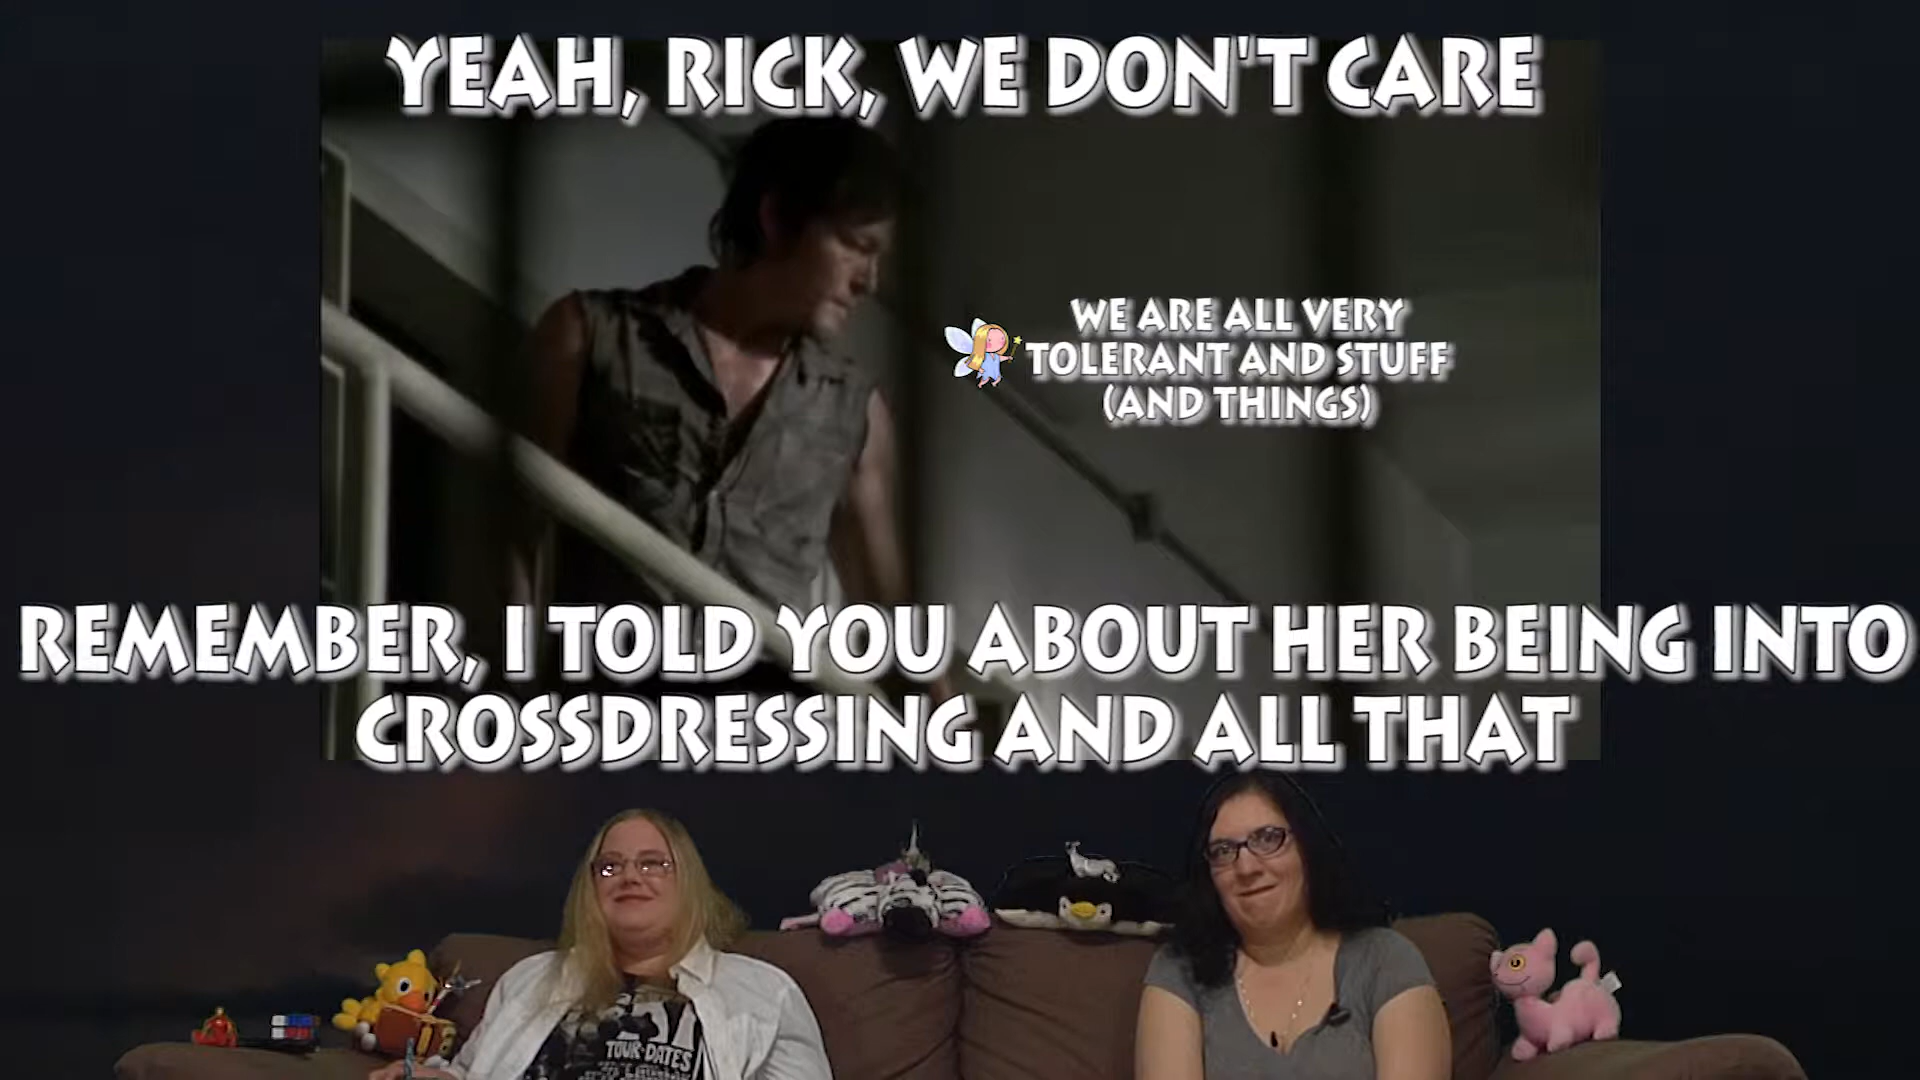 YEAH, RICK, WE DON'T CARE
WE ARE ALL VERY
TOLERANT AND STUFF
(AND THINGS)
REMEMBER, I TOLD YOU ABOUT HER BEING INTO
CROSSDRESSING AND ALL THAT
TOUR DATES